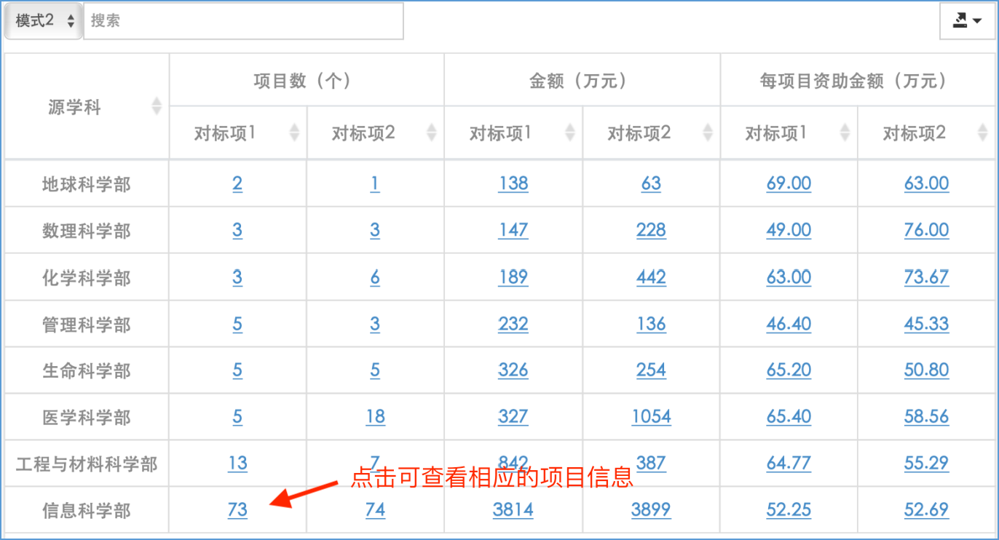 模式2 搜索
项目数（个） 金额（万元） 每项目资助金额（万元）
源学科
对标项1 对标项2 对标项1 对标项2 对标项1 对标项2
地球科学部 2 1 138 63 69.00 63.00
数理科学部 3 3 147 228 49.00 76.00
化学科学部 3 6 189 442 63.00 73.67
管理科学部 5 3 232 136 46.40 45.33
生命科学部 5 5 326 254 65.20 50.80
医学科学部 5 18 327 1054 65.40 58.56
工程与材料科学部 13 7 842 387 64.77 55.29
点击可查看相应的项目信息
信息科学部 73 74 3814 3899 52.25 52.69